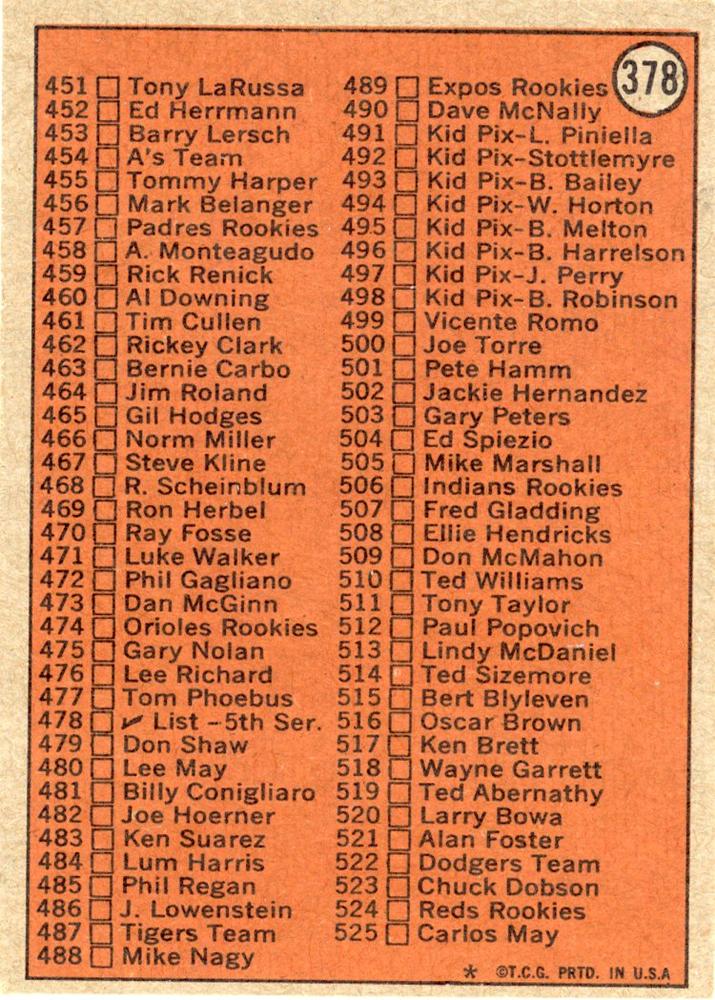 378
451 Tony LaRussa
452 Ed Herrmann
453 Barry Lersch
454 A's Team
455 Tommy Harper
456 Mark Belanger
457 Padres Rookies
458 A. Monteagudo
459 Rick Renick
460 Al Downing
461 Tim Cullen
462 Rickey Clark
463 Bernie Carbo
464 Jim Roland
465 Gil Hodges
466 Norm Miller
467 Steve Kline
468 R. Scheinblum
469 Ron Herbel
470 Ray Fosse
471 Luke Walker
472 Phil Gagliano
473 Dan McGinn
474 Orioles Rookies
475 Gary Nolan
476 Lee Richard
477 Tom Phoebus
478 ✔ List - 5th Ser.
479 Don Shaw
480 Lee May
481 Billy Conigliaro
482 Joe Hoerner
483 Ken Suarez
484 Lum Harris
485 Phil Regan
486 J. Lowenstein
487 Tigers Team
488 Mike Nagy
489 Expos Rookies
490 Dave McNally
491 Kid Pix-L. Piniella
492 Kid Pix-Stottlemyre
493 Kid Pix-B. Bailey
494 Kid Pix-W. Horton
495 Kid Pix-B. Melton
496 Kid Pix-B. Harrelson
497 Kid Pix-J. Perry
498 Kid Pix-B. Robinson
499 Vicente Romo
500 Joe Torre
501 Pete Hamm
502 Jackie Hernandez
503 Gary Peters
504 Ed Spiezio
505 Mike Marshall
506 Indians Rookies
507 Fred Gladding
508 Ellie Hendricks
509 Don McMahon
510 Ted Williams
511 Tony Taylor
512 Paul Popovich
513 Lindy McDaniel
514 Ted Sizemore
515 Bert Blyleven
516 Oscar Brown
517 Ken Brett
518 Wayne Garrett
519 Ted Abernathy
520 Larry Bowa
521 Alan Foster
522 Dodgers Team
523 Chuck Dobson
524 Reds Rookies
525 Carlos May
* ©T.C.G. PRTD. IN U.S.A